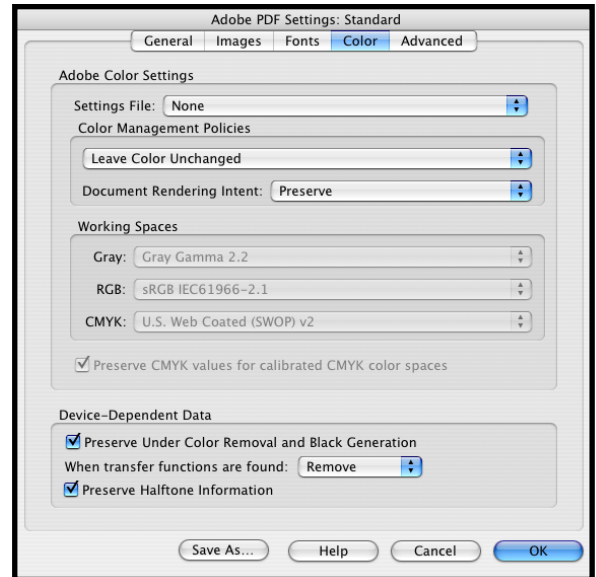 Adobe PDF Settings: Standard
General Images Fonts Color Advanced
Adobe Color Settings
Settings File: None
Color Management Policies
Leave Color Unchanged
Document Rendering Intent: Preserve
Working Spaces
Gray: Gray Gamma 2.2
RGB: sRGB IEC61966-2.1
CMYK: U.S. Web Coated (SWOP) v2
Preserve CMYK values for calibrated CMYK color spaces
Device-Dependent Data
Preserve Under Color Removal and Black Generation
When transfer functions are found: Remove
Preserve Halftone Information
Save As... Help Cancel OK